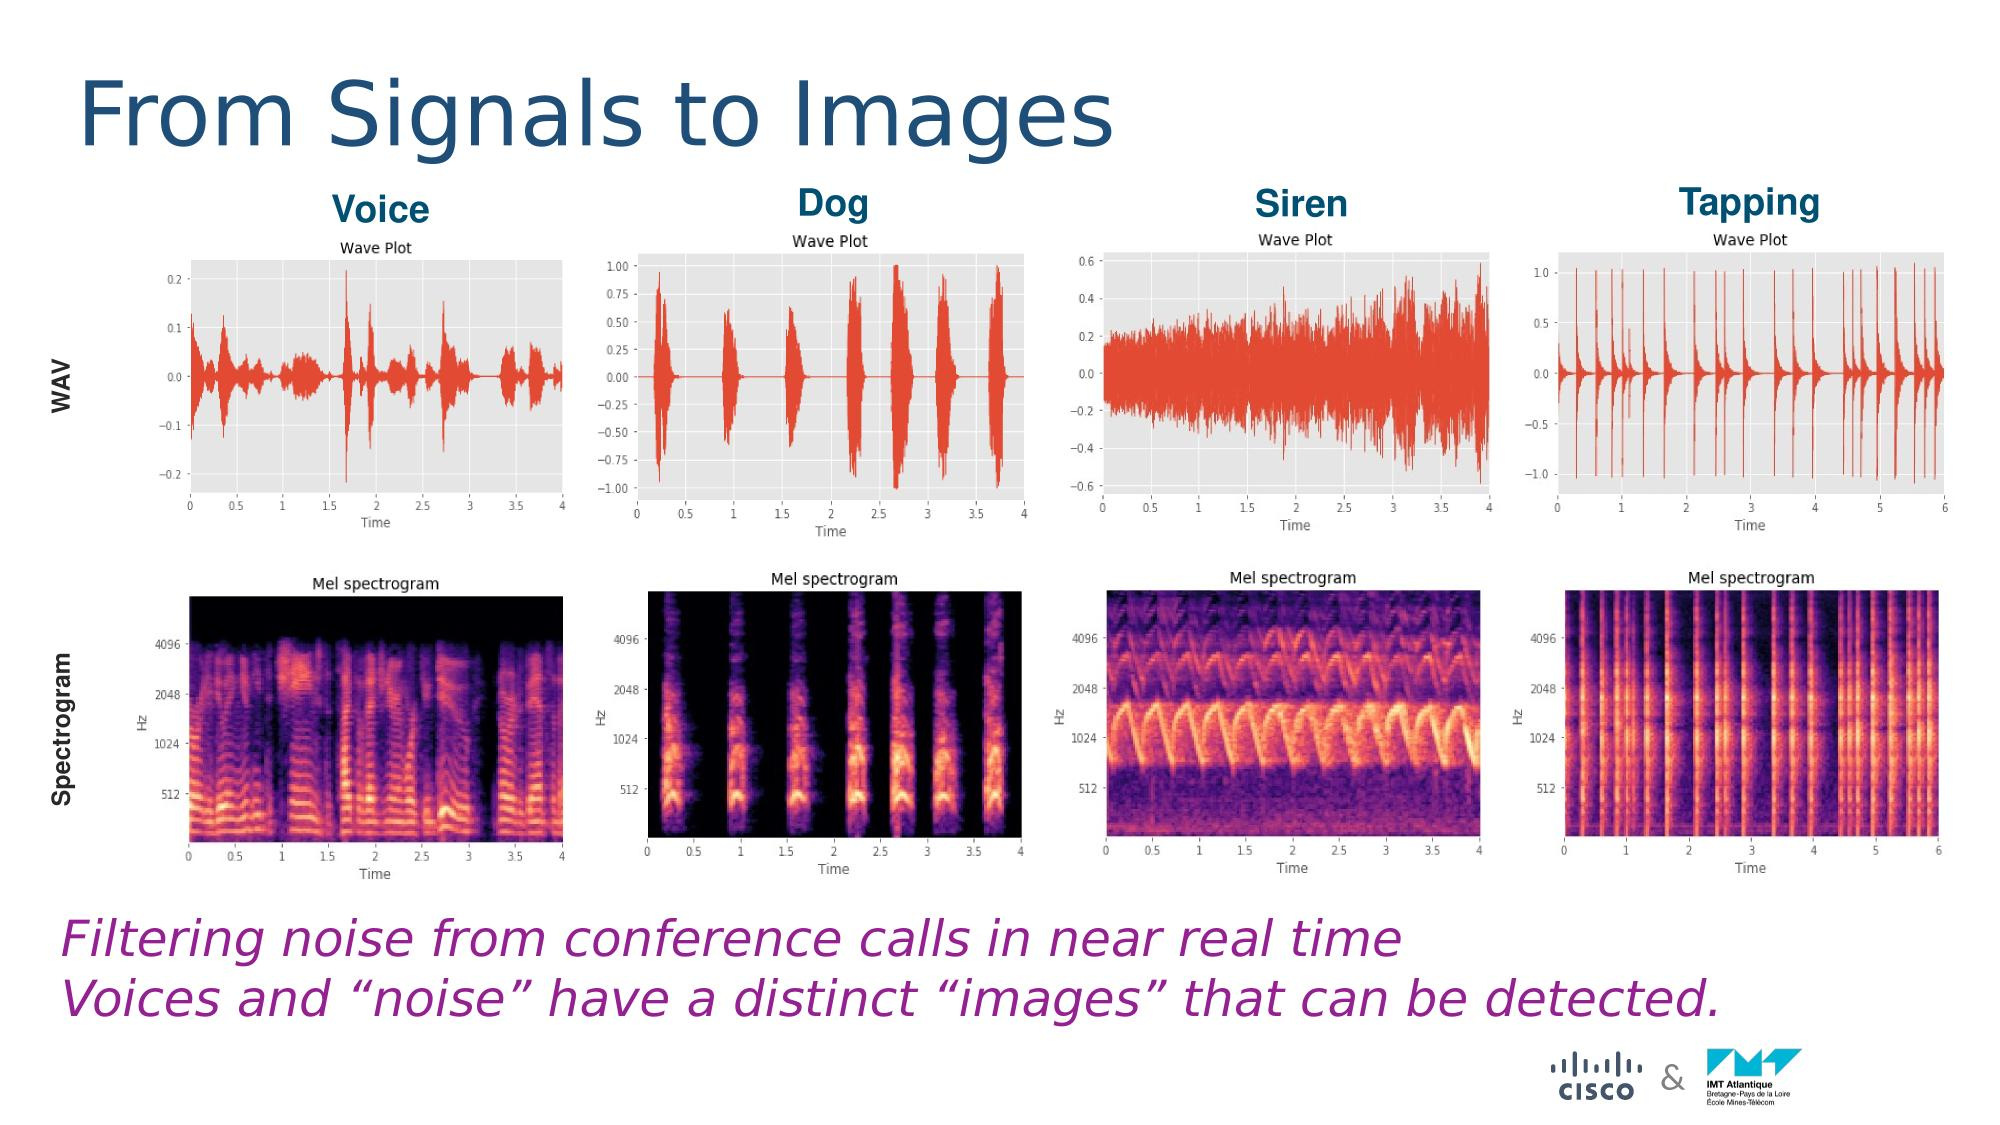 From Signals to Images
Voice
Dog
Siren
Tapping
WAV
Wave Plot
0.2
0.1
0.0
−0.1
−0.2
0 0.5 1 1.5 2 2.5 3 3.5 4
Time
Wave Plot
1.00
0.75
0.50
0.25
0.00
−0.25
−0.50
−0.75
−1.00
0 0.5 1 1.5 2 2.5 3 3.5 4
Time
Wave Plot
0.6
0.4
0.2
0.0
−0.2
−0.4
−0.6
0 0.5 1 1.5 2 2.5 3 3.5 4
Time
Wave Plot
1.0
0.5
0.0
−0.5
−1.0
0 1 2 3 4 5 6
Time
Spectrogram
Mel spectrogram
Hz
4096
2048
1024
512
0 0.5 1 1.5 2 2.5 3 3.5 4
Time
Mel spectrogram
Hz
4096
2048
1024
512
0 0.5 1 1.5 2 2.5 3 3.5 4
Time
Mel spectrogram
Hz
4096
2048
1024
512
0 0.5 1 1.5 2 2.5 3 3.5 4
Time
Mel spectrogram
Hz
4096
2048
1024
512
0 1 2 3 4 5 6
Time
Filtering noise from conference calls in near real time
Voices and “noise” have a distinct “images” that can be detected.
CISCO
&
IMT Atlantique
Bretagne-Pays de la Loire
École Mines-Télécom